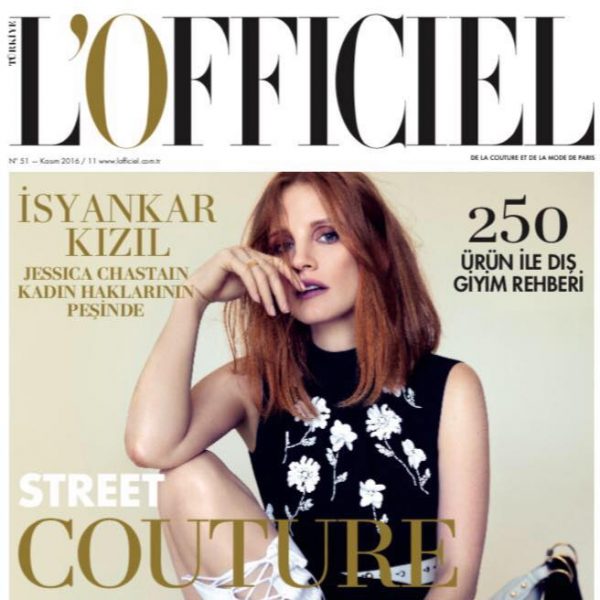 TÜRKİYE
L'OFFICIEL
N° 51 — Kasım 2016 / 11 www.lofficiel.com.tr
DE LA COUTURE ET DE LA MODE DE PARIS
İSYANKAR
KIZIL
JESSICA CHASTAIN
KADIN HAKLARININ
PEŞİNDE
250
ÜRÜN İLE DIŞ
GİYİM REHBERİ
STREET
COUTURE